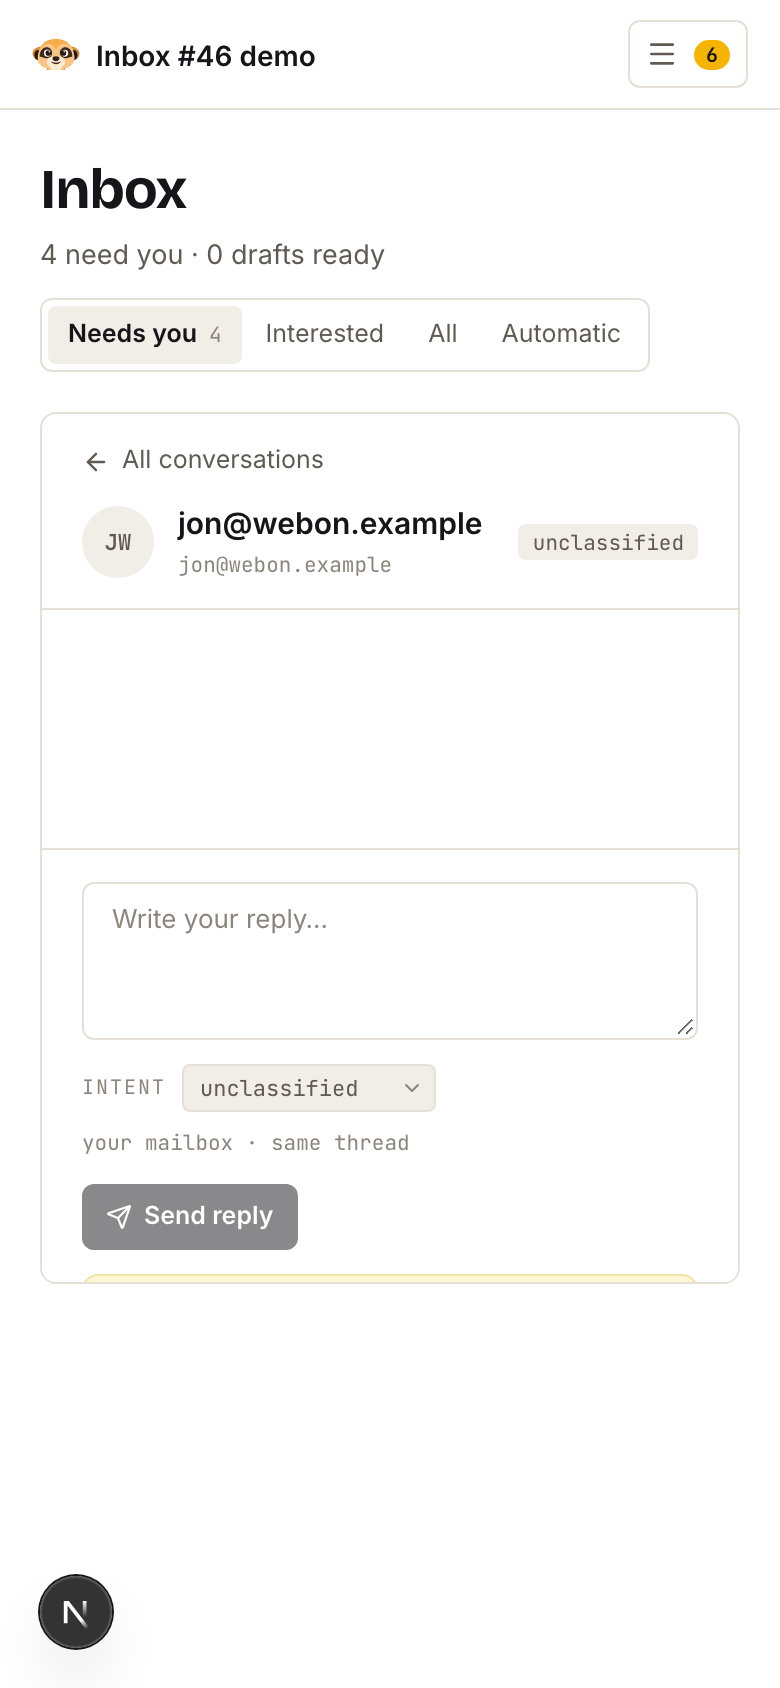 Inbox #46 demo
6
Inbox
4 need you · 0 drafts ready
Needs you 4 Interested All Automatic
← All conversations
JW
jon@webon.example
jon@webon.example
unclassified
Write your reply...
INTENT unclassified
your mailbox · same thread
Send reply
N